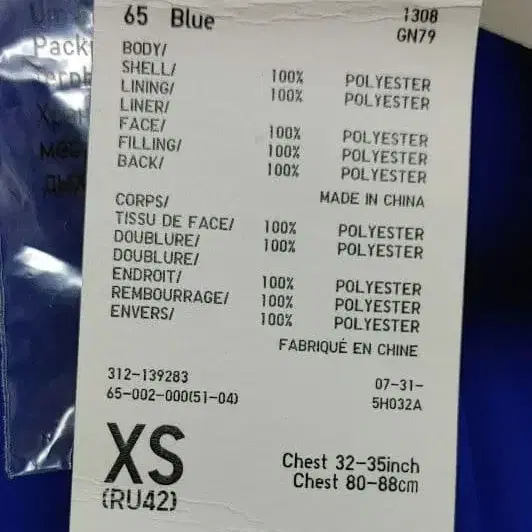 65 Blue
1308
GN79
BODY/
SHELL/ 100% POLYESTER
LINING/ 100% POLYESTER
LINER/
FACE/ 100% POLYESTER
FILLING/ 100% POLYESTER
BACK/ 100% POLYESTER
MADE IN CHINA
CORPS/
TISSU DE FACE/ 100% POLYESTER
DOUBLURE/ 100% POLYESTER
DOUBLURE/
ENDROIT/ 100% POLYESTER
REMBOURRAGE/ 100% POLYESTER
ENVERS/ 100% POLYESTER
FABRIQUÉ EN CHINE
312-139283
65-002-000(51-04)
07-31-
5H032A
XS
(RU42)
Chest 32-35inch
Chest 80-88cm